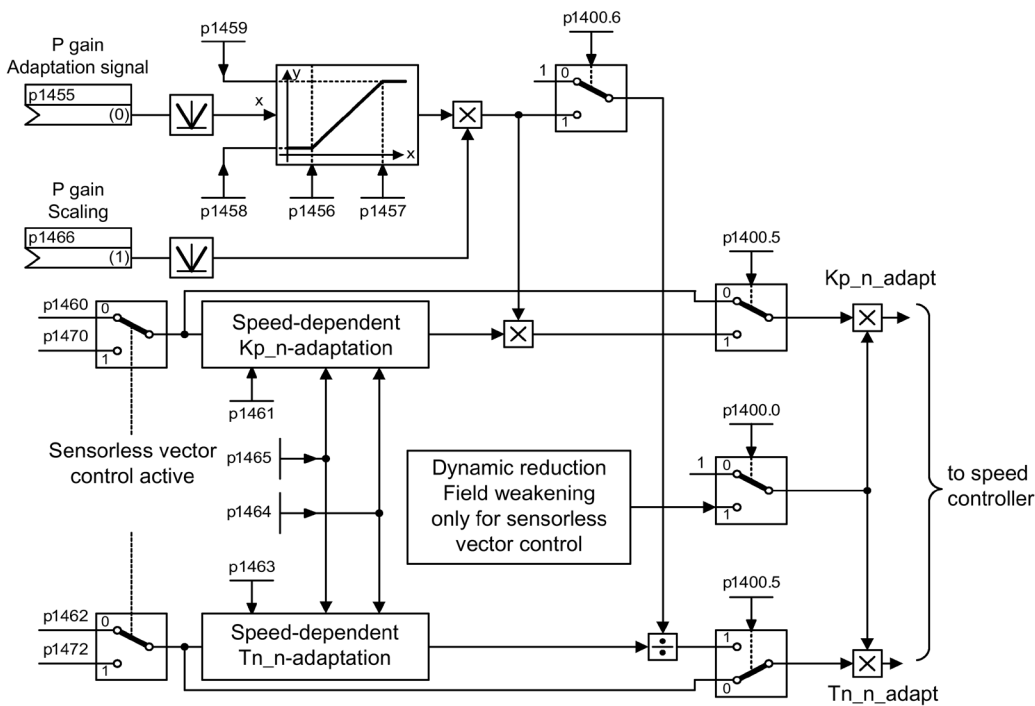 p1459
p1400.6
P gain
Adaptation signal
p1455
(0)
x
y
x
1
0
1
p1458
p1456
p1457
P gain
Scaling
p1466
(1)
p1400.5
Kp_n_adapt
p1460
0
p1470
1
Speed-dependent
Kp_n-adaptation
0
1
p1461
Sensorless vector
control active
p1465
p1464
Dynamic reduction
Field weakening
only for sensorless
vector control
p1400.0
1
0
1
to speed
controller
p1463
p1400.5
p1462
0
p1472
1
Speed-dependent
Tn_n-adaptation
1
0
Tn_n_adapt